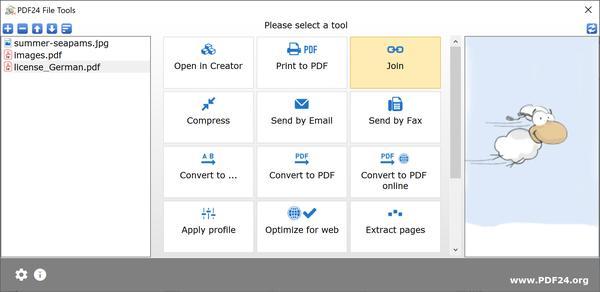 PDF24 File Tools
Please select a tool
summer-seapams.jpg
images.pdf
license_German.pdf
Open in Creator
PDF
Print to PDF
Join
Compress
Send by Email
Send by Fax
A B
Convert to ...
PDF
Convert to PDF
PDF
Convert to PDF
online
Apply profile
Optimize for web
Extract pages
www.PDF24.org